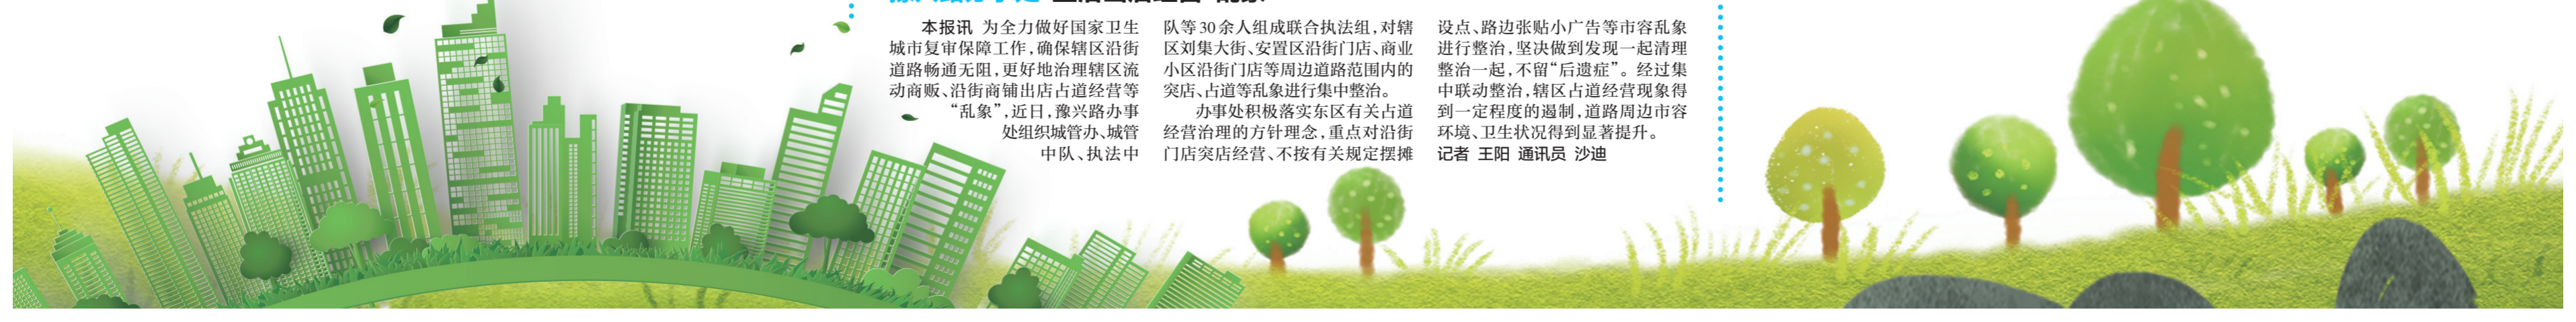 本报讯 为全力做好国家卫生
城市复审保障工作,确保辖区沿街
道路畅通无阻,更好地治理辖区流
动商贩、沿街商铺出店占道经营等
“乱象”,近日,豫兴路办事
处组织城管办、城管
中队、执法中
队等30余人组成联合执法组,对辖
区刘集大街、安置区沿街门店、商业
小区沿街门店等周边道路范围内的
突店、占道等乱象进行集中整治。
办事处积极落实东区有关占道
经营治理的方针理念,重点对沿街
门店突店经营、不按有关规定摆摊
设点、路边张贴小广告等市容乱象
进行整治,坚决做到发现一起清理
整治一起,不留“后遗症”。经过集
中联动整治,辖区占道经营现象得
到一定程度的遏制,道路周边市容
环境、卫生状况得到显著提升。
记者 王阳 通讯员 沙迪